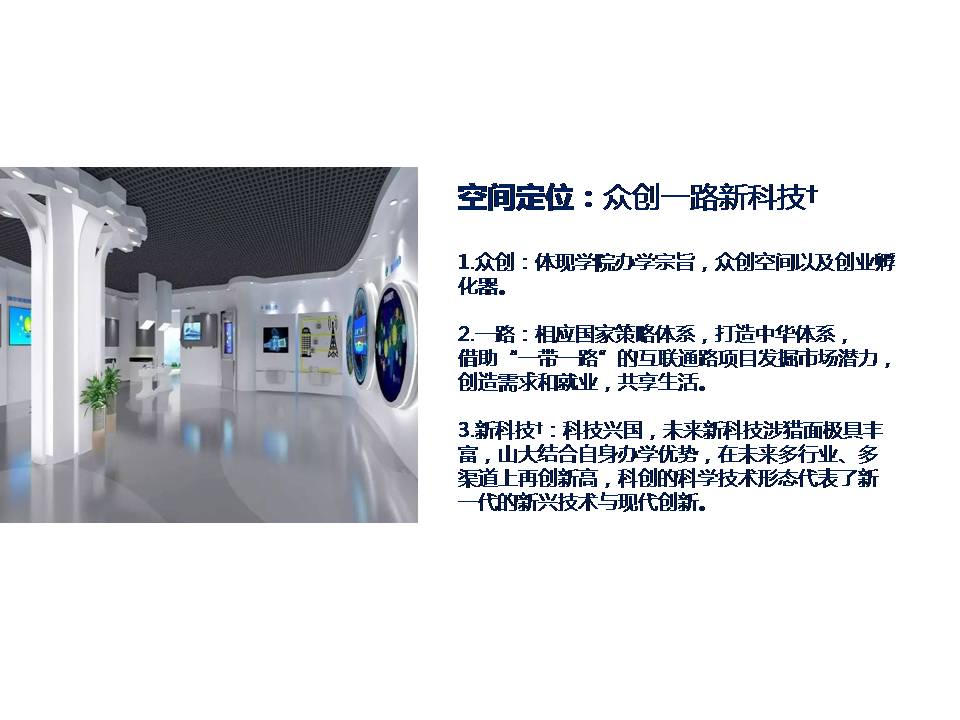 空间定位：众创一路新科技†
1.众创：体现学院办学宗旨，众创空间以及创业孵
化器。
2.一路：相应国家策略体系，打造中华体系，
借助“一带一路”的互联通路项目发掘市场潜力，
创造需求和就业，共享生活。
3.新科技†：科技兴国，未来新科技涉猎面极具丰
富，山大结合自身办学优势，在未来多行业、多
渠道上再创新高，科创的科学技术形态代表了新
一代的新兴技术与现代创新。